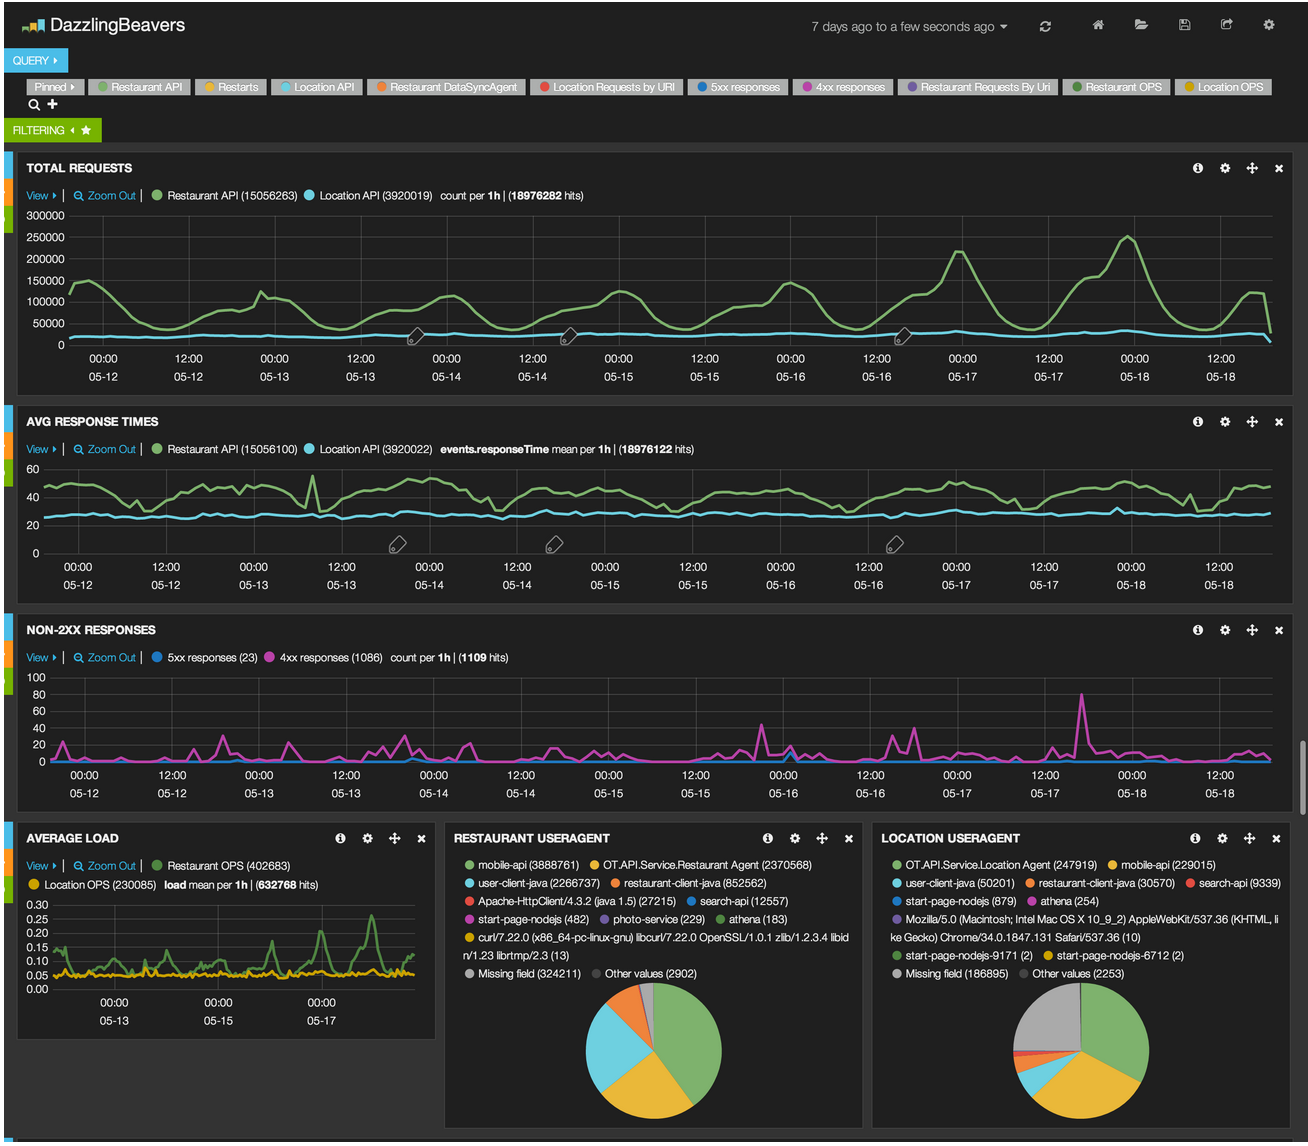 DazzlingBeavers
7 days ago to a few seconds ago
QUERY
Pinned Restaurant API Restarts Location API Restaurant DataSyncAgent Location Requests by URI 5xx responses 4xx responses Restaurant Requests By Uri Restaurant OPS Location OPS
FILTERING
TOTAL REQUESTS
View Zoom Out Restaurant API (15056263) Location API (3920019) count per 1h | (18976282 hits)
300000
250000
200000
150000
100000
50000
0
00:00 12:00 00:00 12:00 00:00 12:00 00:00 12:00 00:00 12:00 00:00 12:00 00:00 12:00
05-12 05-12 05-13 05-13 05-14 05-14 05-15 05-15 05-16 05-16 05-17 05-17 05-18 05-18
AVG RESPONSE TIMES
View Zoom Out Restaurant API (15056100) Location API (3920022) events.responseTime mean per 1h | (18976122 hits)
60
40
20
0
00:00 12:00 00:00 12:00 00:00 12:00 00:00 12:00 00:00 12:00 00:00 12:00 00:00 12:00
05-12 05-12 05-13 05-13 05-14 05-14 05-15 05-15 05-16 05-16 05-17 05-17 05-18 05-18
NON-2XX RESPONSES
View Zoom Out 5xx responses (23) 4xx responses (1086) count per 1h | (1109 hits)
100
80
60
40
20
0
00:00 12:00 00:00 12:00 00:00 12:00 00:00 12:00 00:00 12:00 00:00 12:00 00:00 12:00
05-12 05-12 05-13 05-13 05-14 05-14 05-15 05-15 05-16 05-16 05-17 05-17 05-18 05-18
AVERAGE LOAD
View Zoom Out Restaurant OPS (402683)
Location OPS (230085) load mean per 1h | (632768 hits)
0.30
0.25
0.20
0.15
0.10
0.05
0.00
00:00 00:00 00:00
05-13 05-15 05-17
RESTAURANT USERAGENT
mobile-api (3888761) OT.API.Service.Restaurant Agent (2370568)
user-client-java (2266737) restaurant-client-java (852562)
Apache-HttpClient/4.3.2 (java 1.5) (27215) search-api (12557)
start-page-nodejs (482) photo-service (229) athena (183)
curl/7.22.0 (x86_64-pc-linux-gnu) libcurl/7.22.0 OpenSSL/1.0.1 zlib/1.2.3.4 libid
n/1.23 librtmp/2.3 (13)
Missing field (324211) Other values (2902)
LOCATION USERAGENT
OT.API.Service.Location Agent (247919) mobile-api (229015)
user-client-java (50201) restaurant-client-java (30570) search-api (9339)
start-page-nodejs (879) athena (254)
Mozilla/5.0 (Macintosh; Intel Mac OS X 10_9_2) AppleWebKit/537.36 (KHTML, li
ke Gecko) Chrome/34.0.1847.131 Safari/537.36 (10)
start-page-nodejs-9171 (2) start-page-nodejs-6712 (2)
Missing field (186895) Other values (2253)